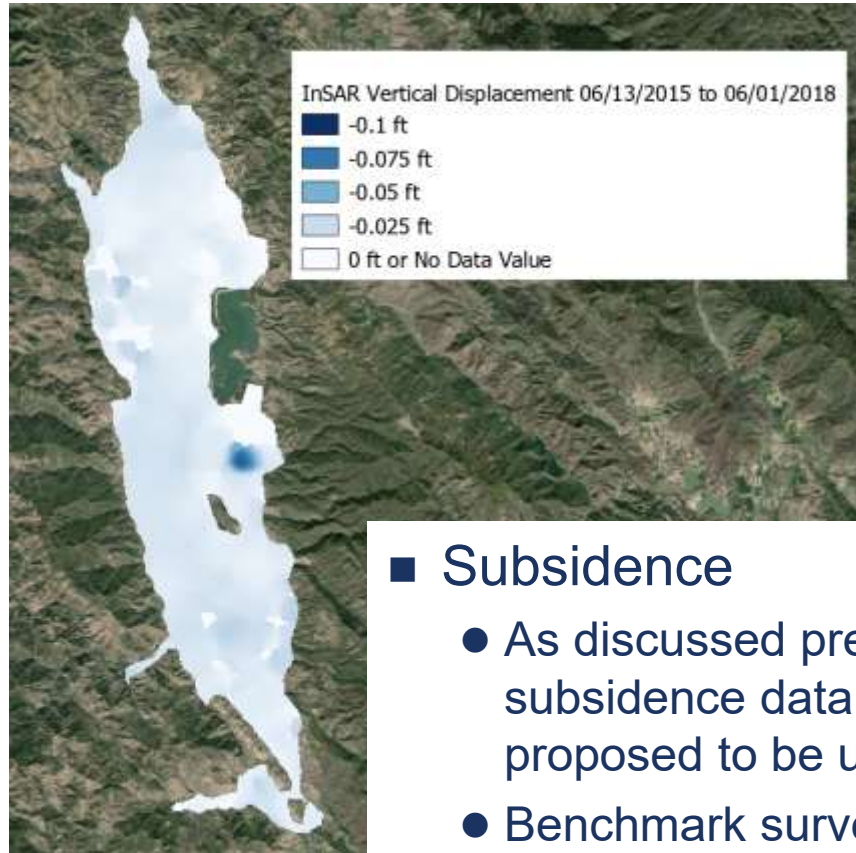 InSAR Vertical Displacement 06/13/2015 to 06/01/2018
-0.1 ft
-0.075 ft
-0.05 ft
-0.025 ft
0 ft or No Data Value
■ Subsidence
● As discussed pre
subsidence data
proposed to be u
● Benchmark surve